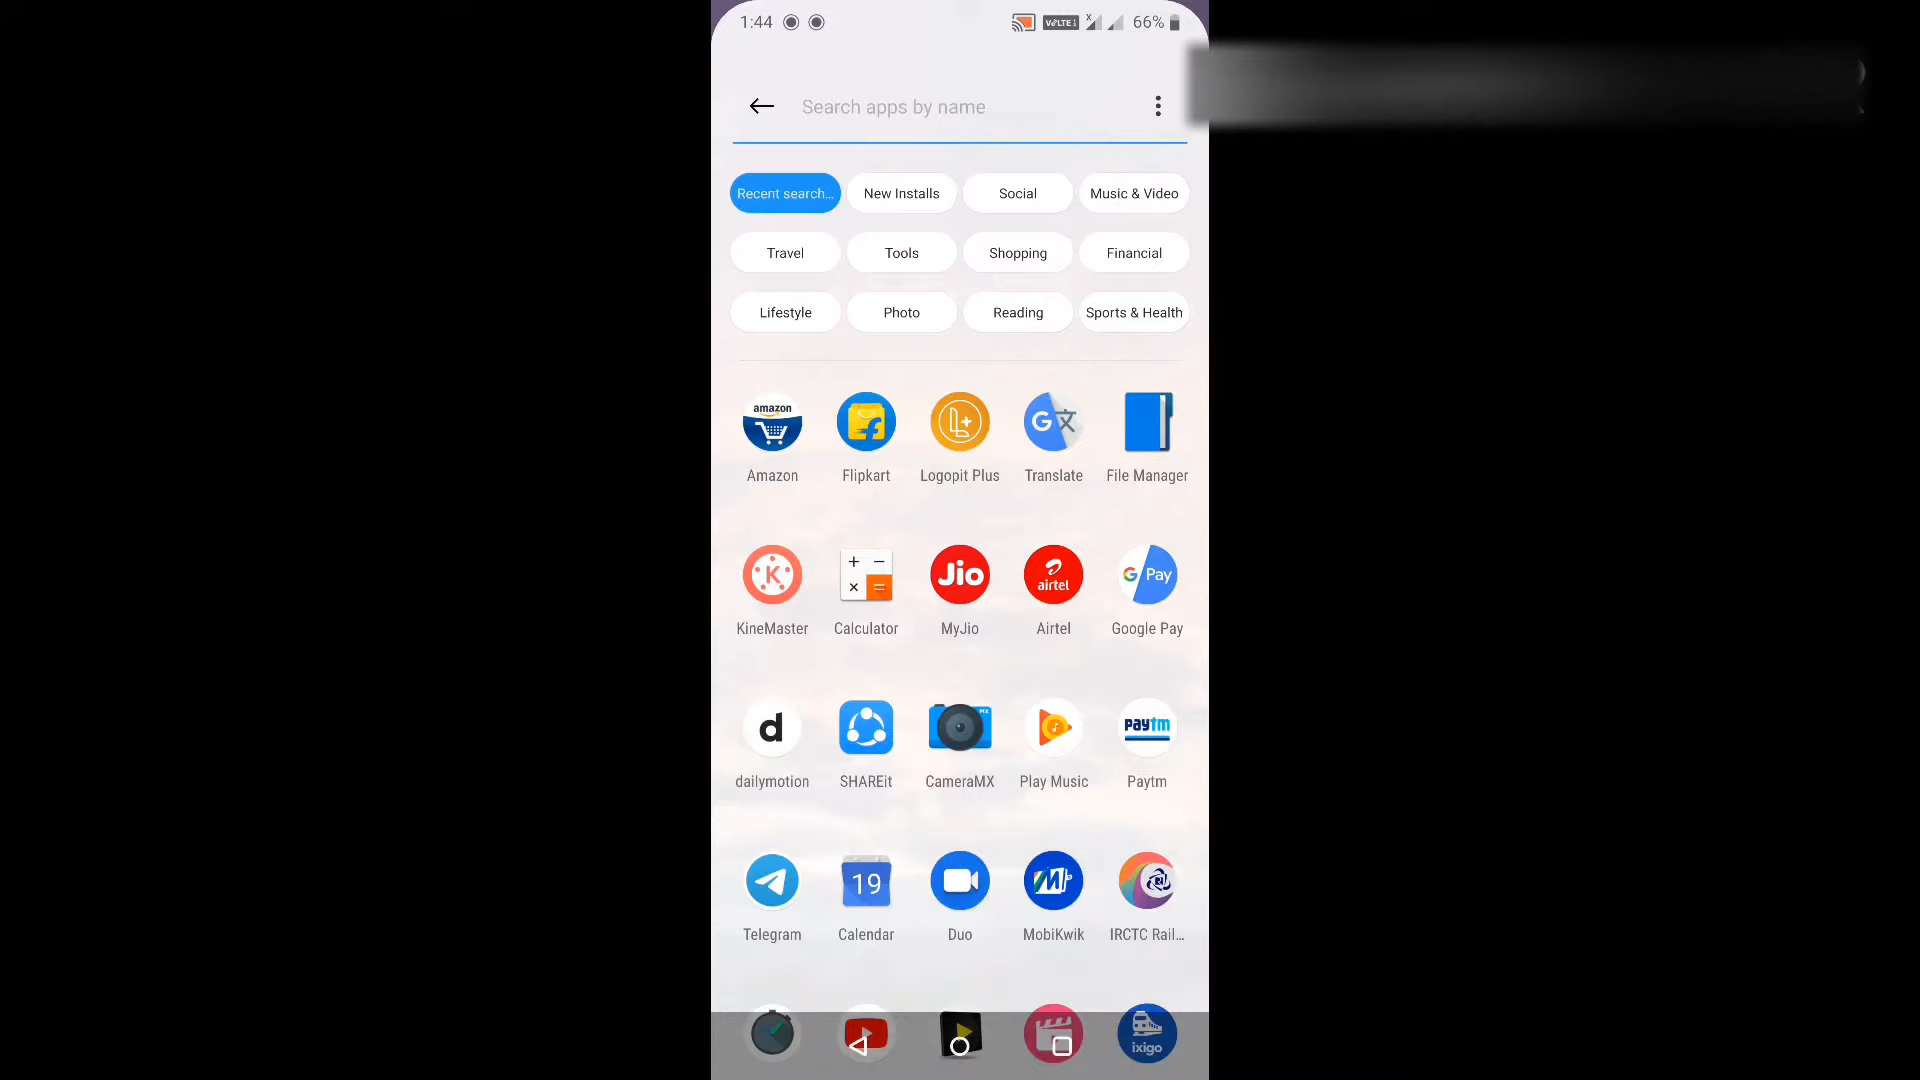 1:44 VoLTE 66%
Search apps by name
Recent search... New Installs Social Music & Video
Travel Tools Shopping Financial
Lifestyle Photo Reading Sports & Health
amazon G MX
Amazon Flipkart Logopit Plus Translate File Manager
K + − × = Jio airtel G Pay
KineMaster Calculator MyJio Airtel Google Pay
d paytm
dailymotion SHAREit CameraMX Play Music Paytm
19
Telegram Calendar Duo MobiKwik IRCTC Rail...
ixigo